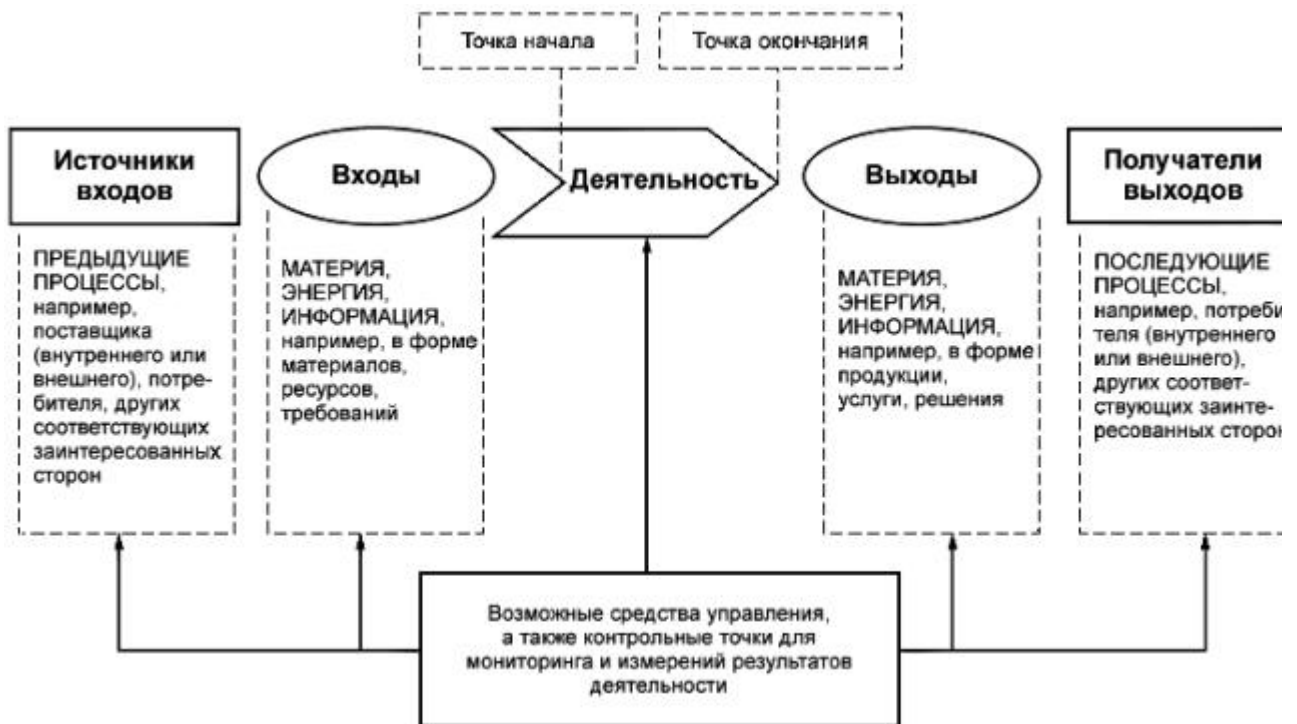 Точка начала
Точка окончания
Источники
входов
Входы
Деятельность
Выходы
Получатели
выходов
ПРЕДЫДУЩИЕ
ПРОЦЕССЫ,
например,
поставщика
(внутреннего или
внешнего), потре-
бителя, других
соответствующих
заинтересованных
сторон
МАТЕРИЯ,
ЭНЕРГИЯ,
ИНФОРМАЦИЯ,
например, в форме
материалов,
ресурсов,
требований
МАТЕРИЯ,
ЭНЕРГИЯ,
ИНФОРМАЦИЯ,
например, в форме
продукции,
услуги, решения
ПОСЛЕДУЮЩИЕ
ПРОЦЕССЫ,
например, потреби
теля (внутреннего
или внешнего),
других соответ-
ствующих заинте-
ресованных сторон
Возможные средства управления,
а также контрольные точки для
мониторинга и измерений результатов
деятельности